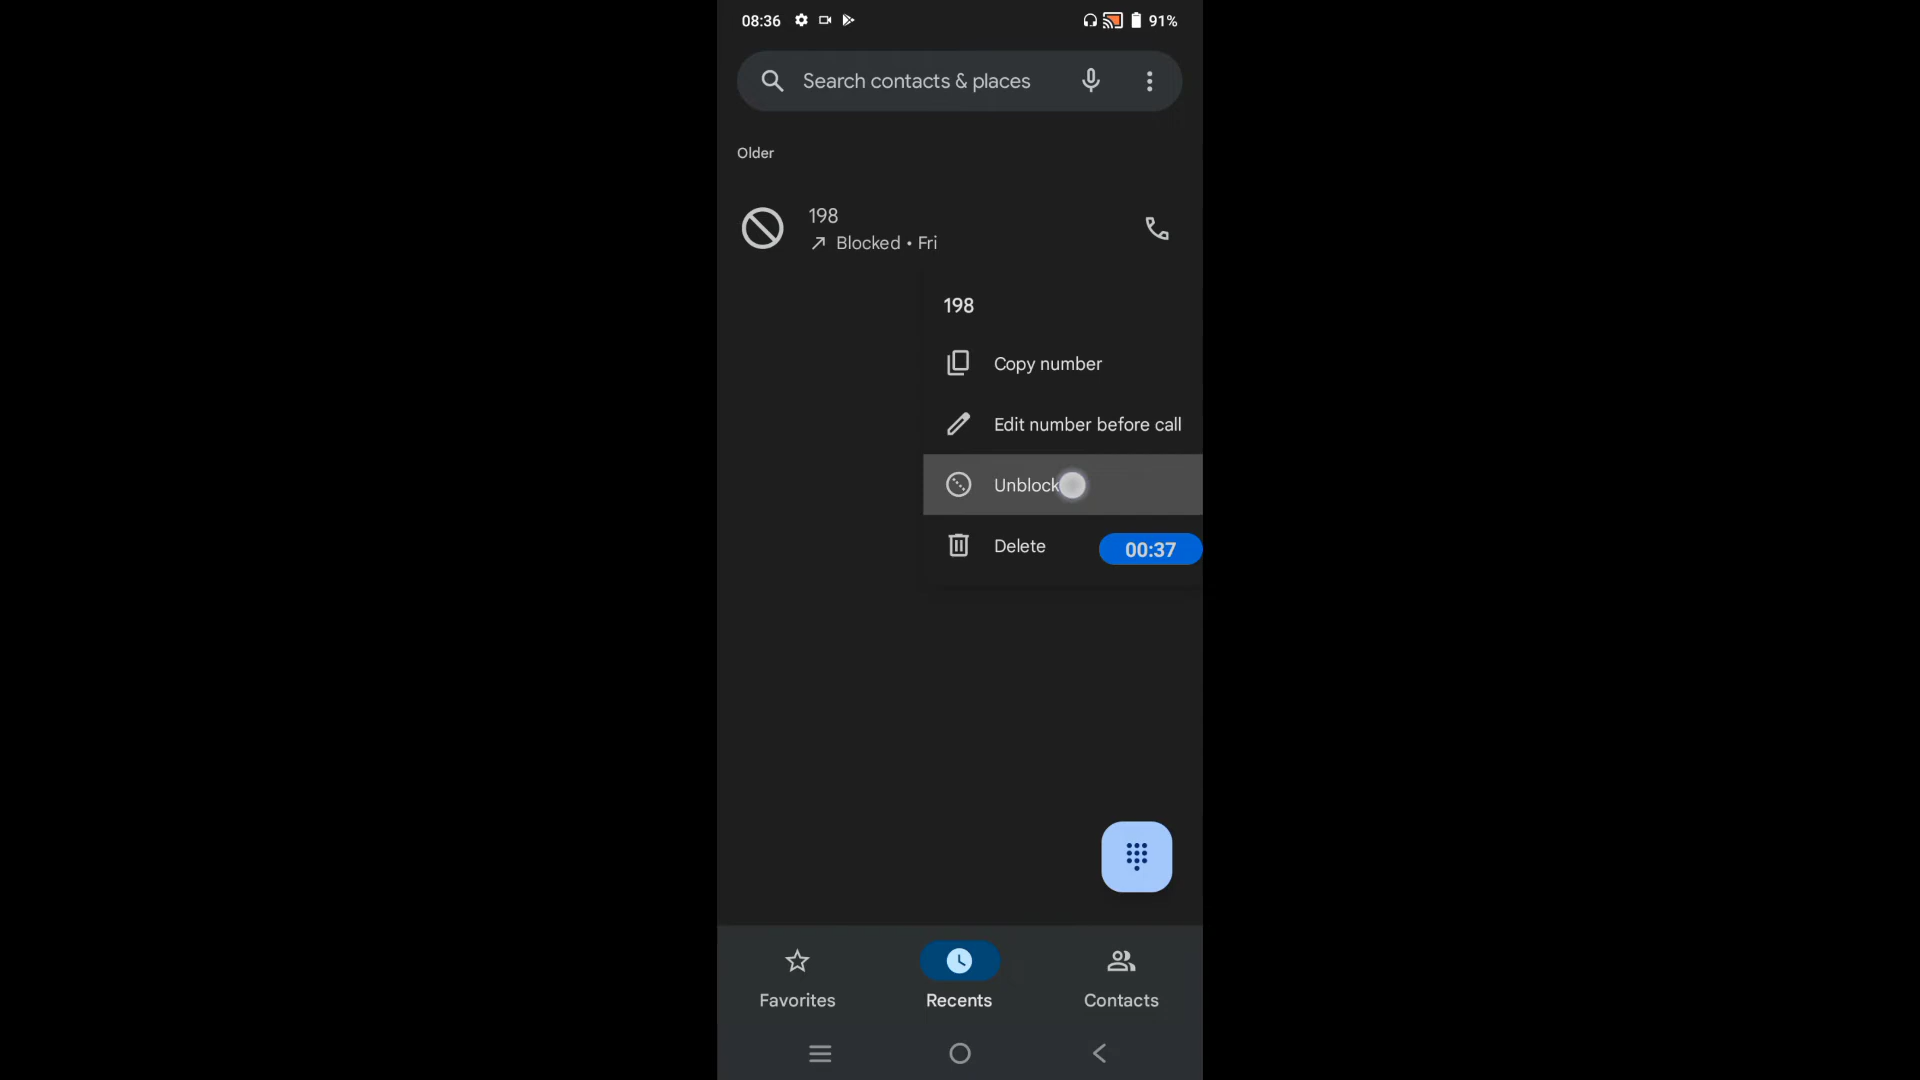 08:36
91%
Search contacts & places
Older
198
Blocked • Fri
198
Copy number
Edit number before call
Unblock
Delete
00:37
Favorites
Recents
Contacts